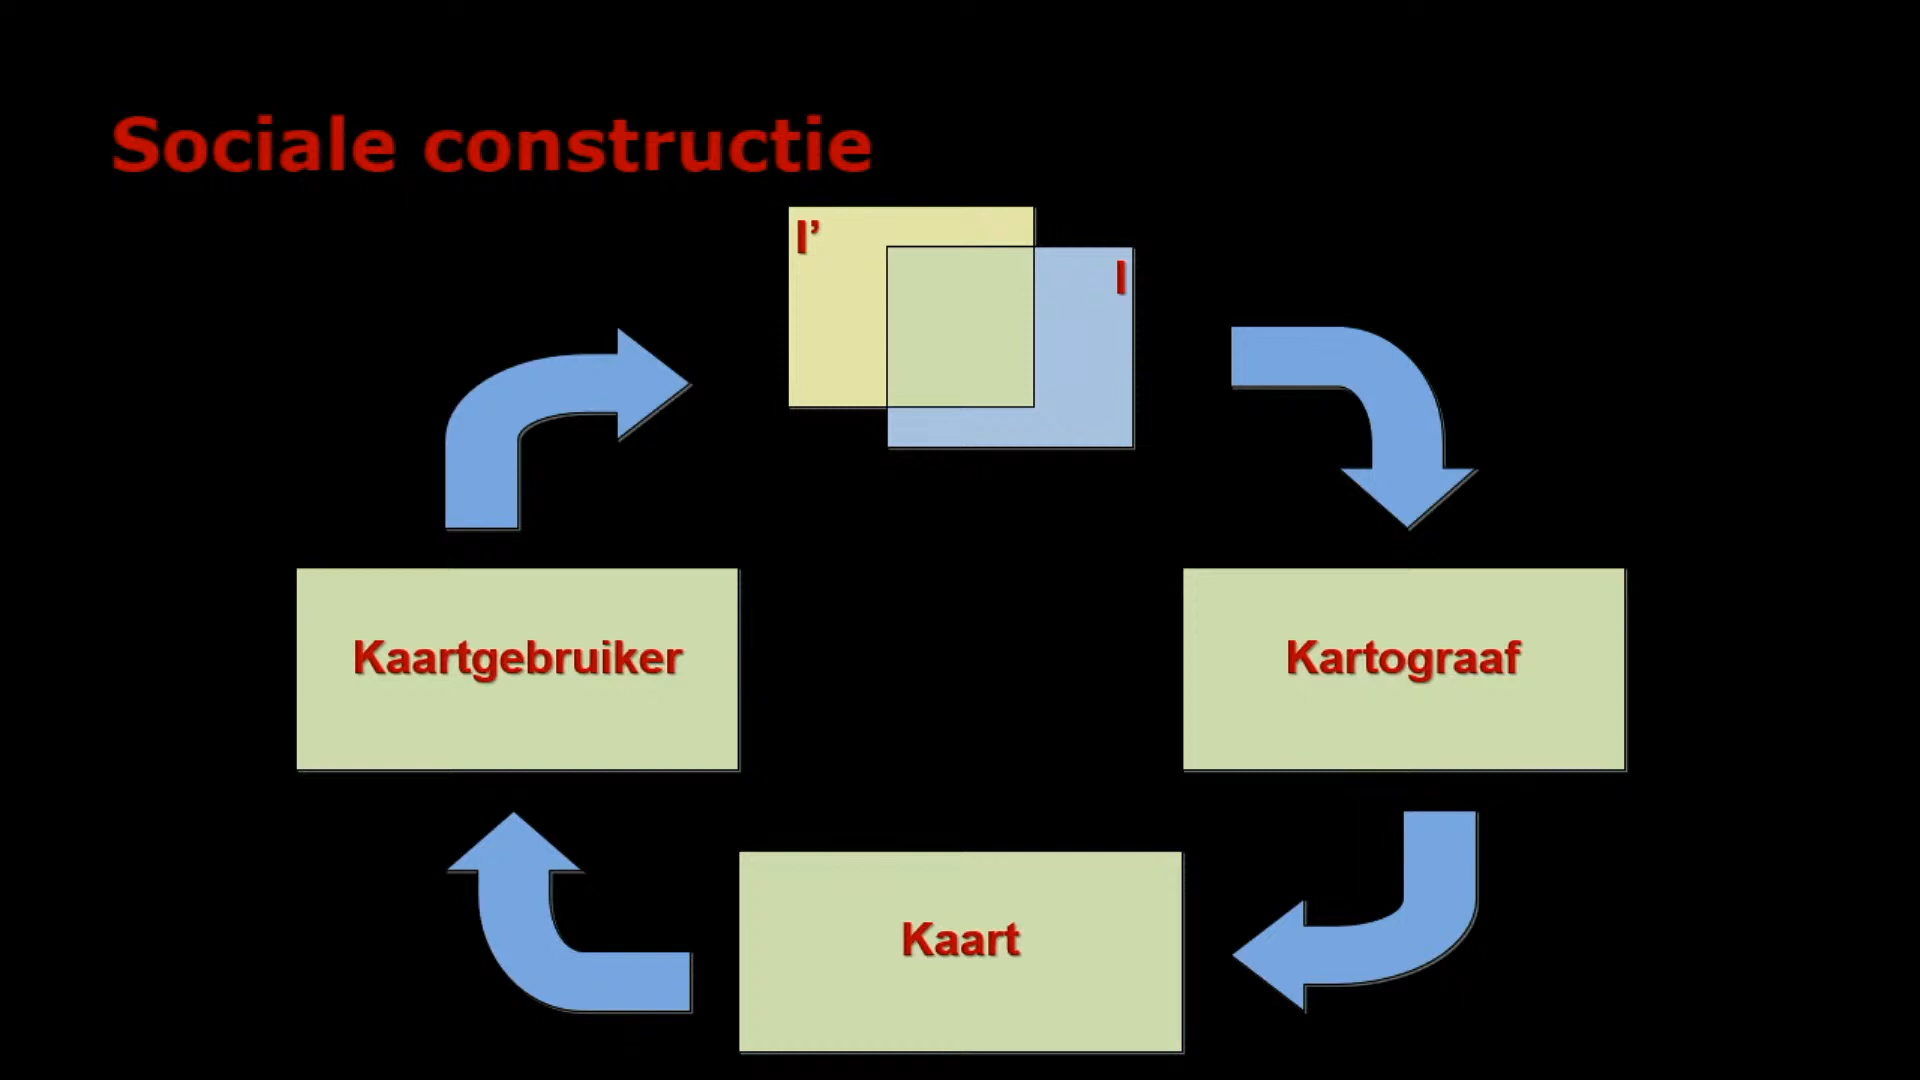 Sociale constructie
I’
I
Kaartgebruiker
Kartograaf
Kaart